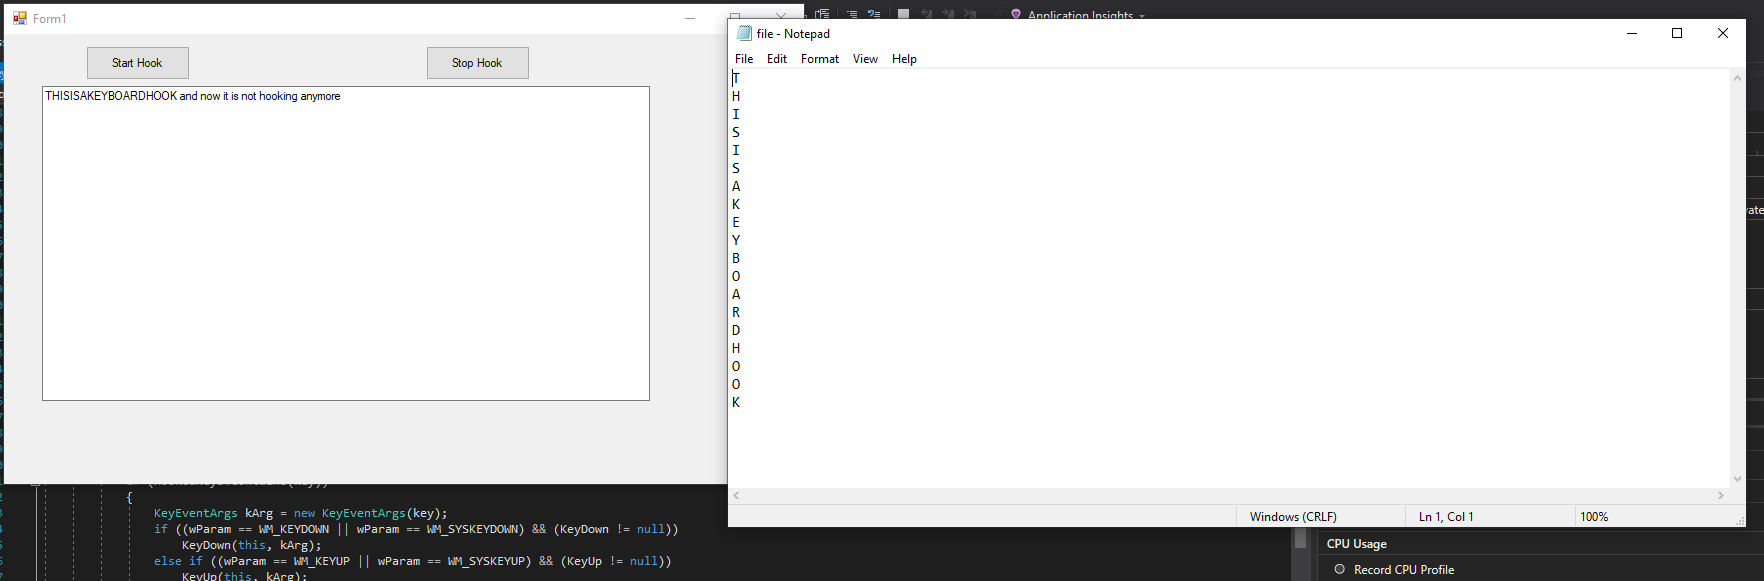 Form1
Start Hook
Stop Hook
THISISAKEYBOARDHOOK and now it is not hooking anymore
Application Insights
file - Notepad
File Edit Format View Help
T
H
I
S
I
S
A
K
E
Y
B
O
A
R
D
H
O
O
K
Windows (CRLF)
Ln 1, Col 1
100%
{
KeyEventArgs kArg = new KeyEventArgs(key);
if ((wParam == WM_KEYDOWN || wParam == WM_SYSKEYDOWN) && (KeyDown != null))
KeyDown(this, kArg);
else if ((wParam == WM_KEYUP || wParam == WM_SYSKEYUP) && (KeyUp != null))
KeyUp(this, kArg);
CPU Usage
Record CPU Profile